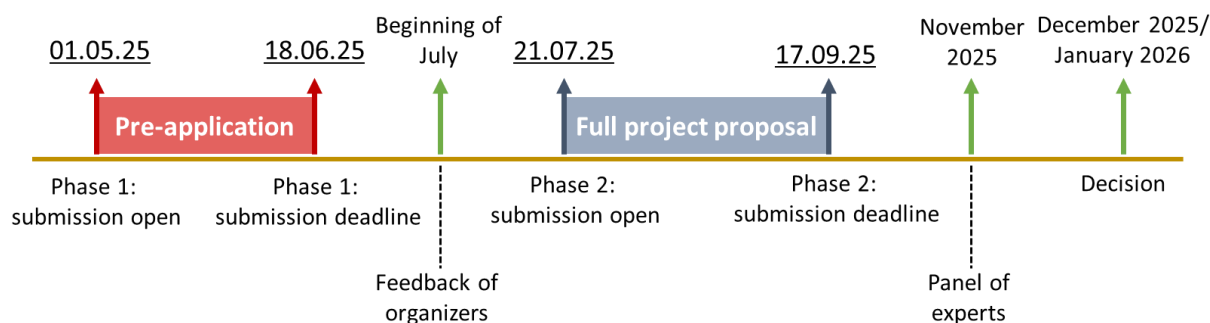 01.05.25
18.06.25
Beginning of
July
21.07.25
17.09.25
November
2025
December 2025/
January 2026
Pre-application
Full project proposal
Phase 1:
submission open
Phase 1:
submission deadline
Phase 2:
submission open
Phase 2:
submission deadline
Decision
Feedback of
organizers
Panel of
experts